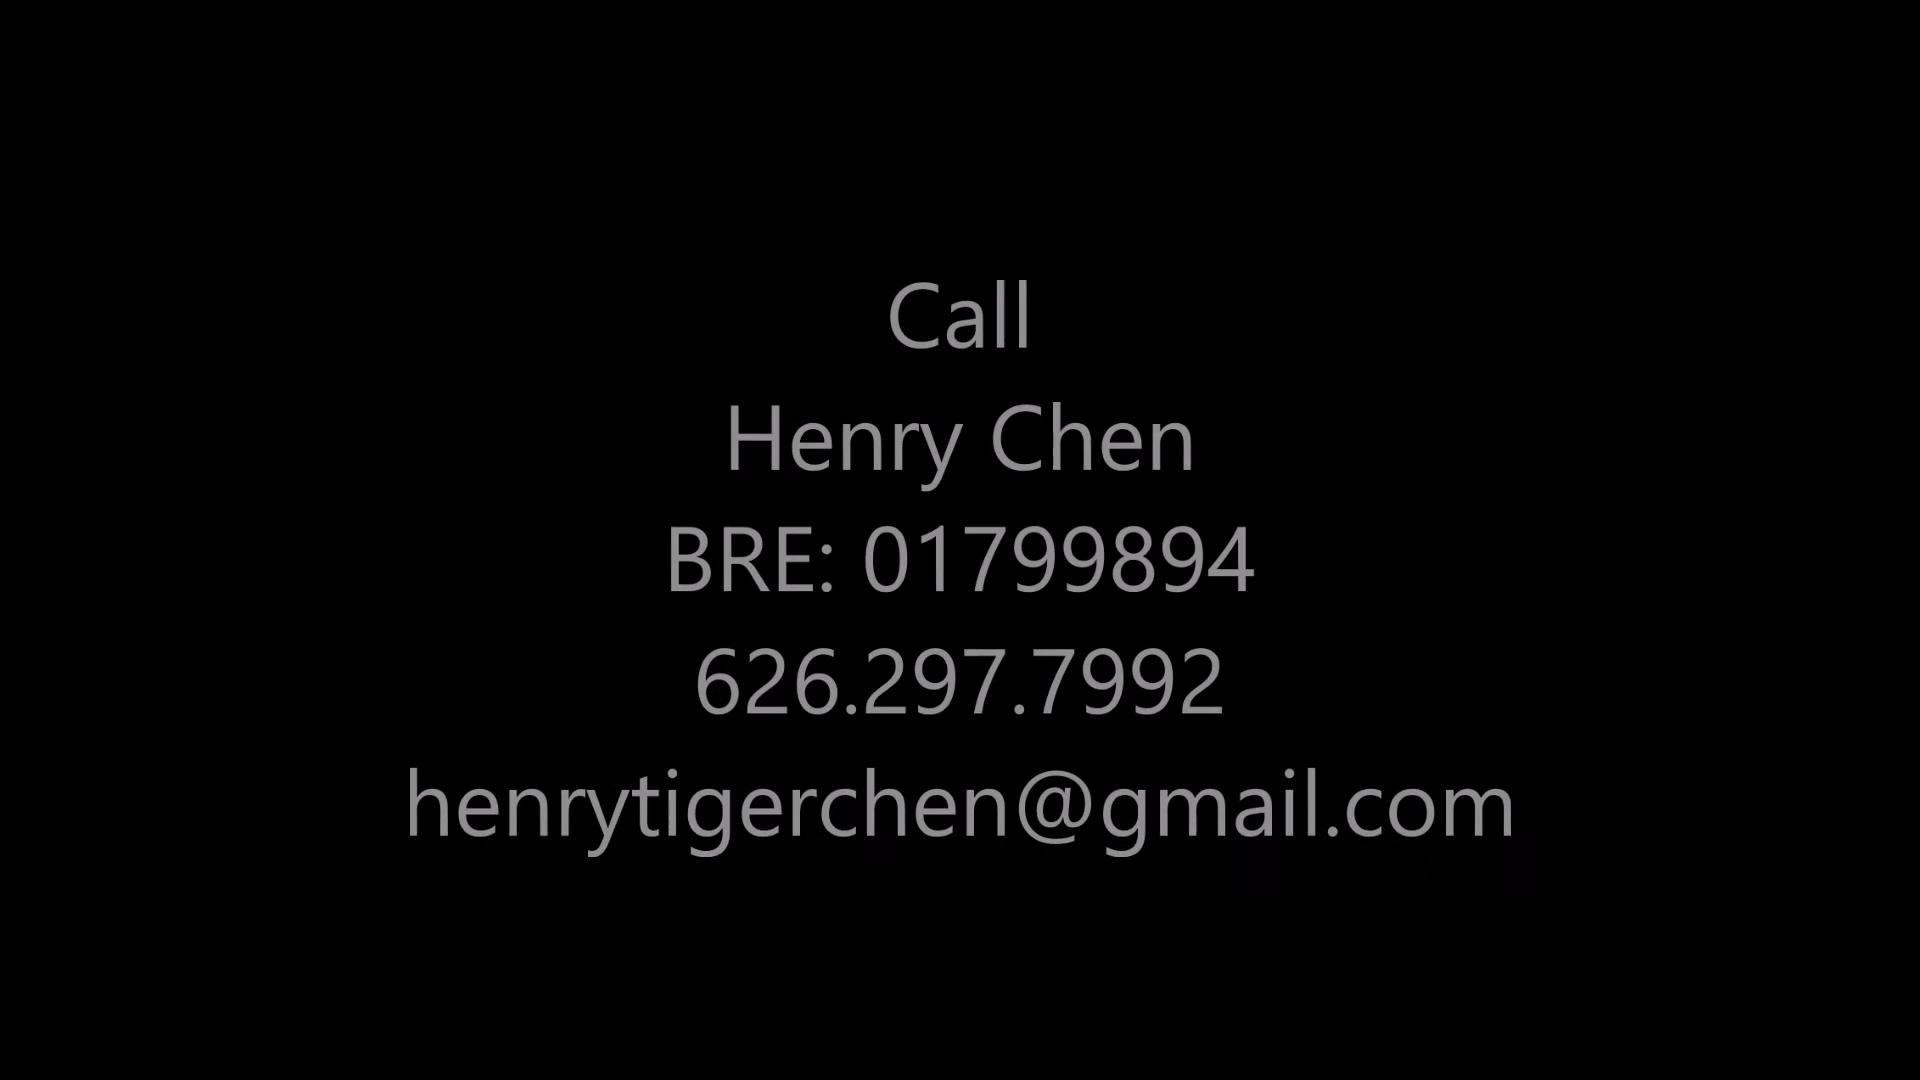 Call
Henry Chen
BRE: 01799894
626.297.7992
henrytigerchen@gmail.com